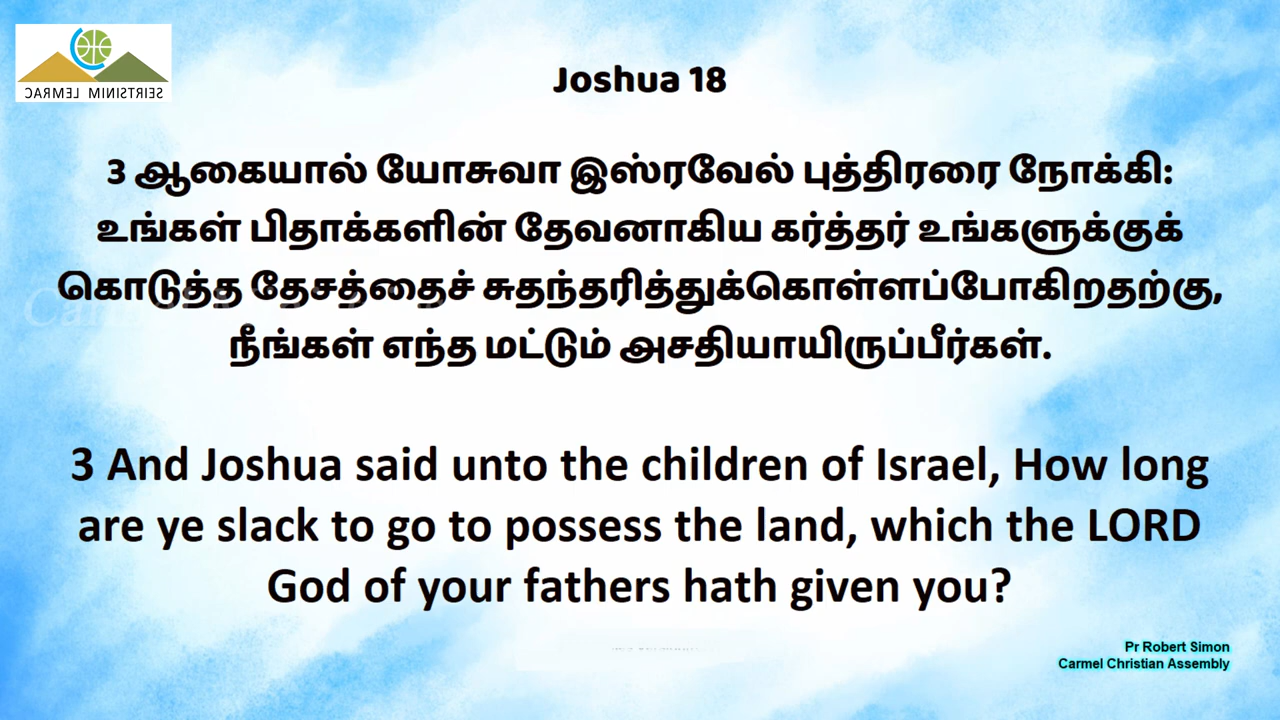 CARMEL MINISTRIES
Joshua 18
3 ஆகையால் யோசுவா இஸ்ரவேல் புத்திரரை நோக்கி:
உங்கள் பிதாக்களின் தேவனாகிய கர்த்தர் உங்களுக்குக்
கொடுத்த தேசத்தைச் சுதந்தரித்துக்கொள்ளப்போகிறதற்கு,
நீங்கள் எந்த மட்டும் அசதியாயிருப்பீர்கள்.
3 And Joshua said unto the children of Israel, How long
are ye slack to go to possess the land, which the LORD
God of your fathers hath given you?
Pr Robert Simon
Carmel Christian Assembly